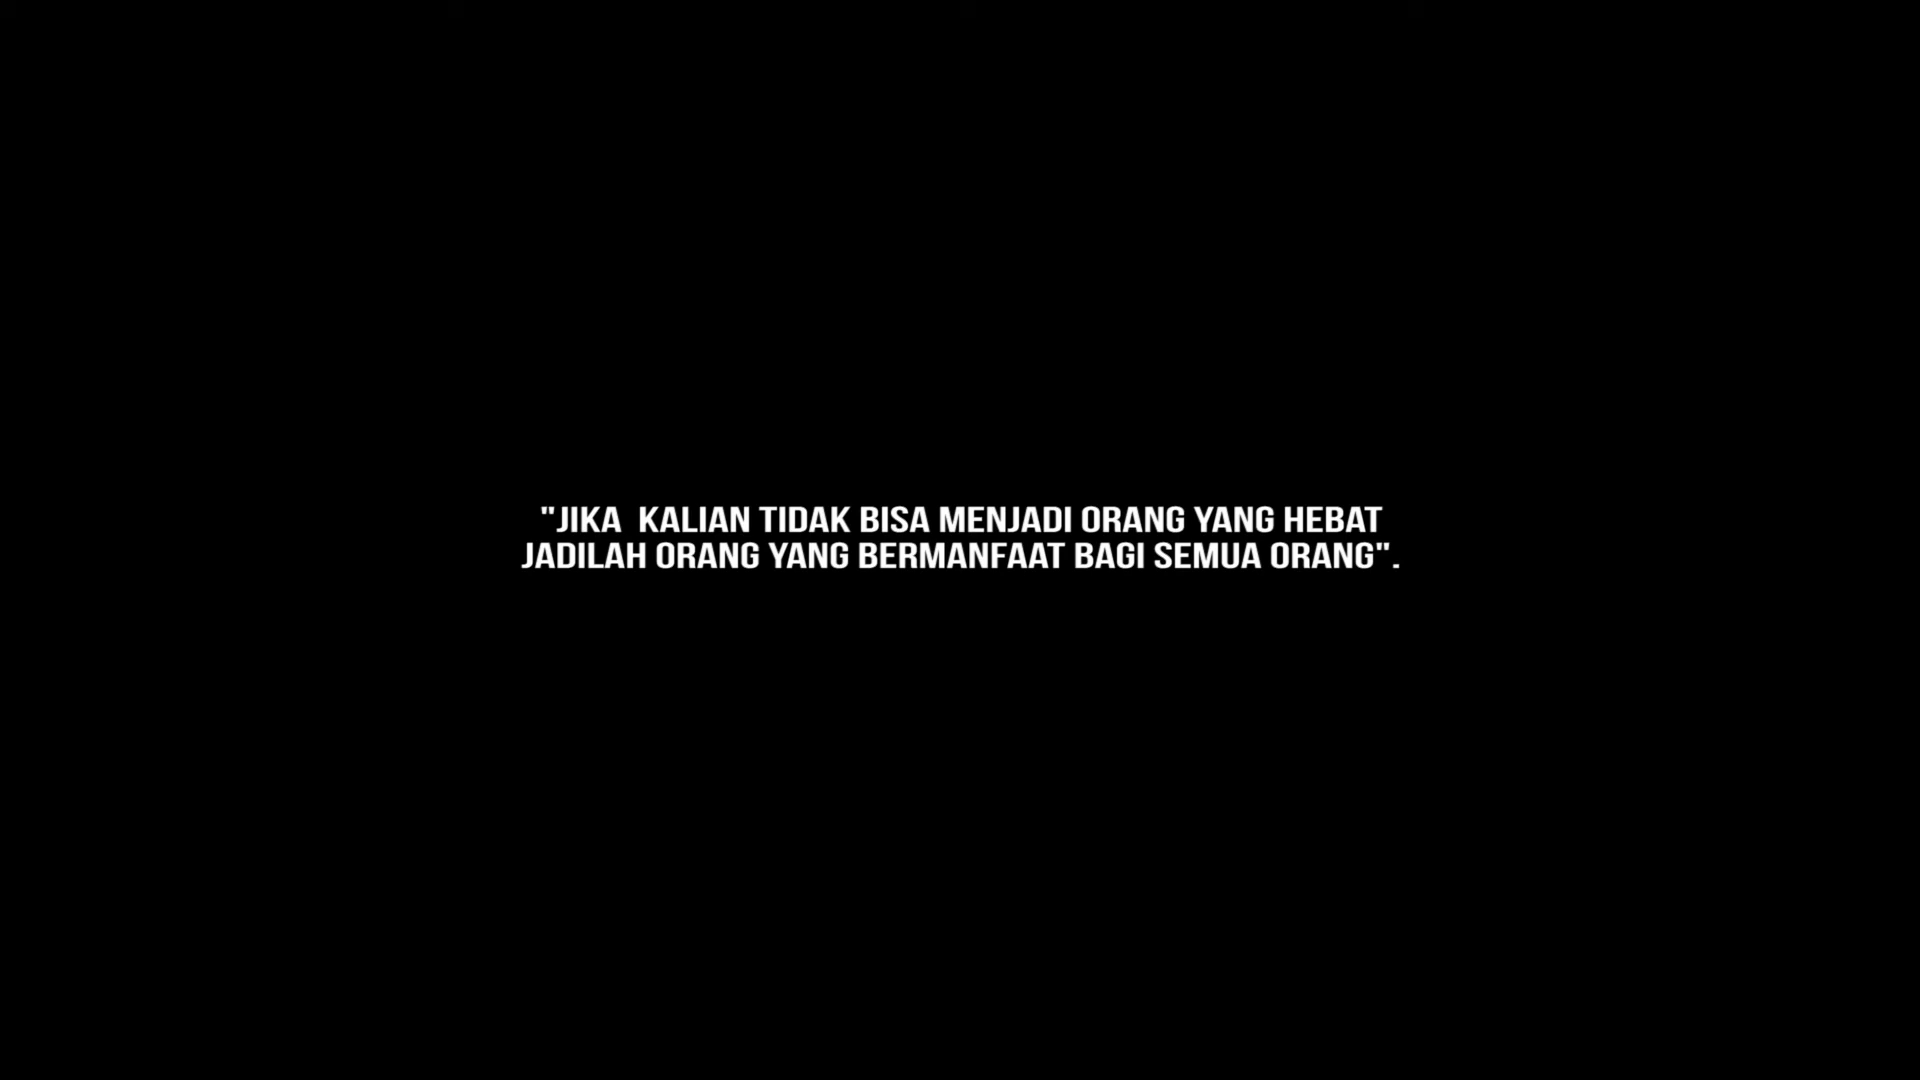 "JIKA  KALIAN TIDAK BISA MENJADI ORANG YANG HEBAT
JADILAH ORANG YANG BERMANFAAT BAGI SEMUA ORANG".